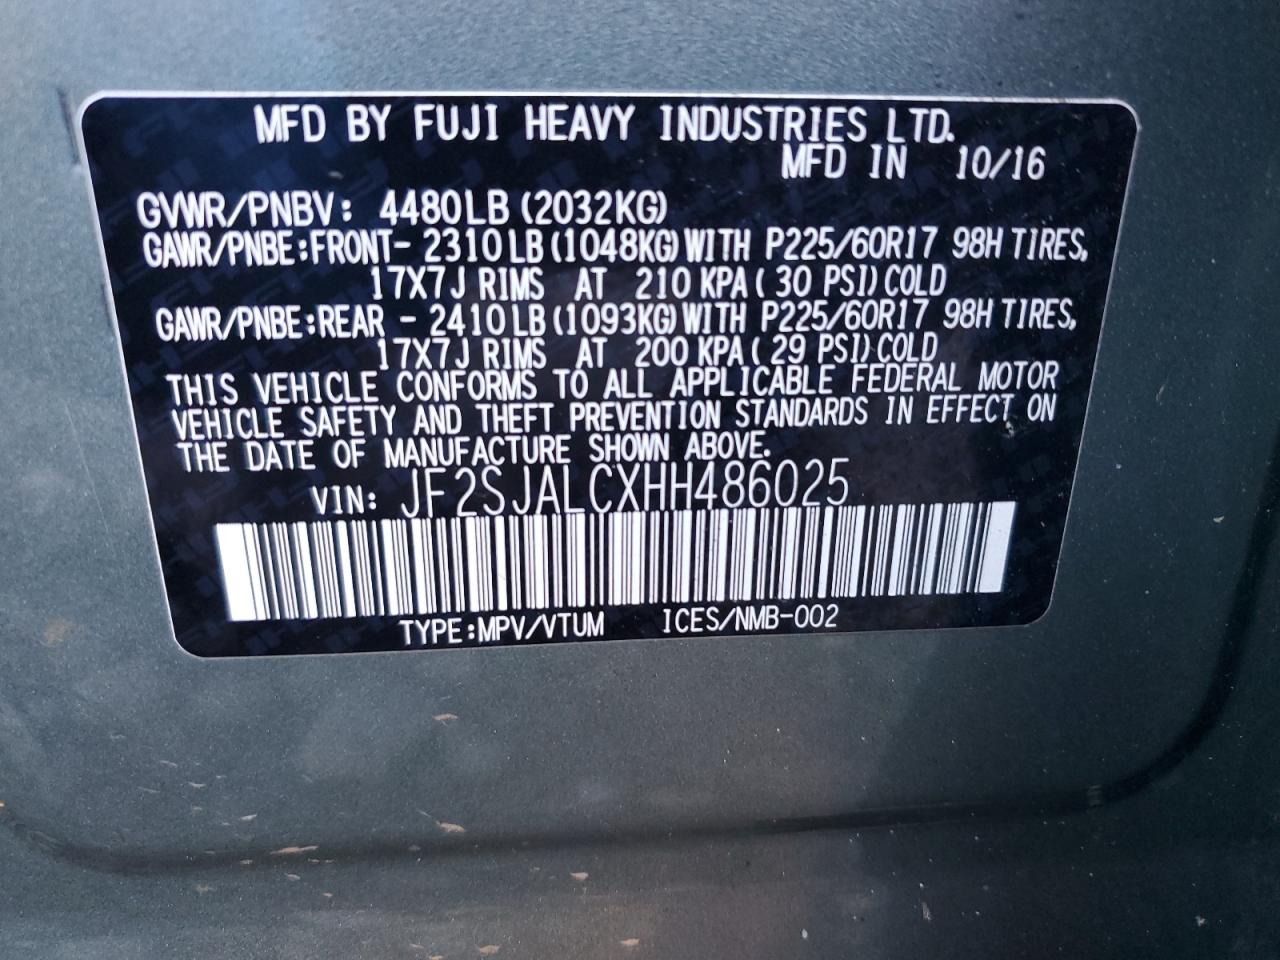 MFD BY FUJI HEAVY INDUSTRIES LTD.
MFD IN 10/16
GVWR/PNBV: 4480LB (2032KG)
GAWR/PNBE:FRONT- 2310LB (1048KG) WITH P225/60R17 98H TIRES,
17X7J RIMS AT 210 KPA ( 30 PSI) COLD
GAWR/PNBE:REAR - 2410LB (1093KG) WITH P225/60R17 98H TIRES,
17X7J RIMS AT 200 KPA ( 29 PSI) COLD
THIS VEHICLE CONFORMS TO ALL APPLICABLE FEDERAL MOTOR
VEHICLE SAFETY AND THEFT PREVENTION STANDARDS IN EFFECT ON
THE DATE OF MANUFACTURE SHOWN ABOVE.
VIN: JF2SJALCXHH486025
TYPE:MPV/VTUM ICES/NMB-002